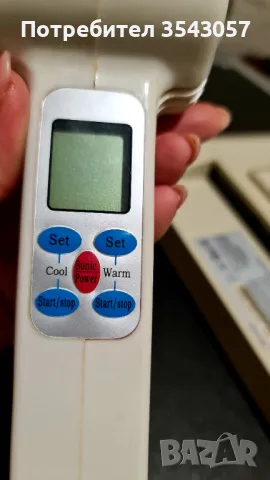 Потребител 3543057
Set
Set
Cool
Sonic Power
Warm
Start/stop
Start/stop
BAZAR